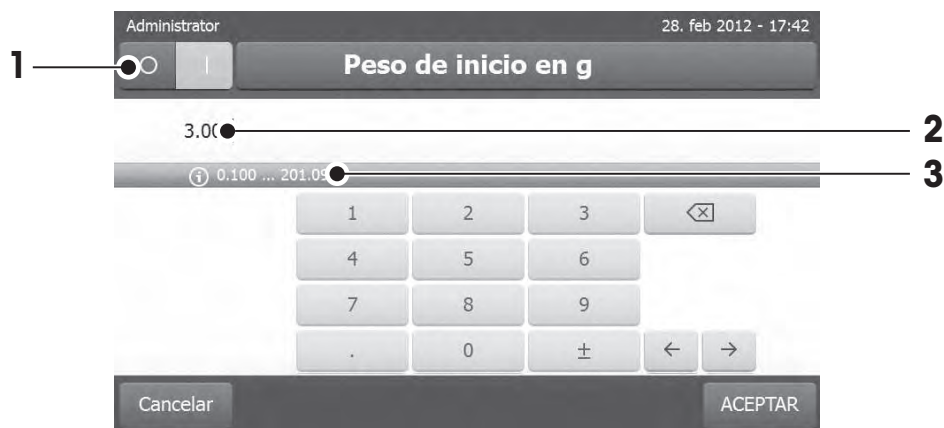 Administrator 28. feb 2012 - 17:42
1 Peso de inicio en g
3.00 2
0.100 ... 201.09 3
1 2 3
4 5 6
7 8 9
. 0 ± ← →
Cancelar ACEPTAR